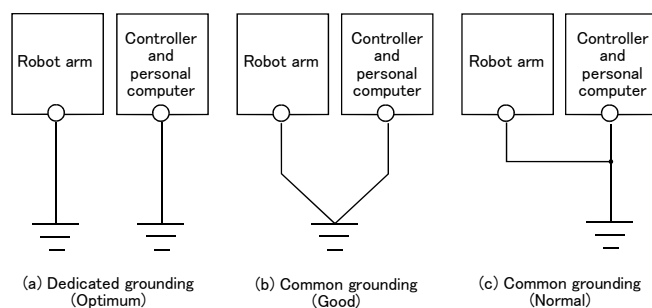 Robot arm
Controller
and
personal
computer
Robot arm
Controller
and
personal
computer
Robot arm
Controller
and
personal
computer
(a) Dedicated grounding
(Optimum)
(b) Common grounding
(Good)
(c) Common grounding
(Normal)